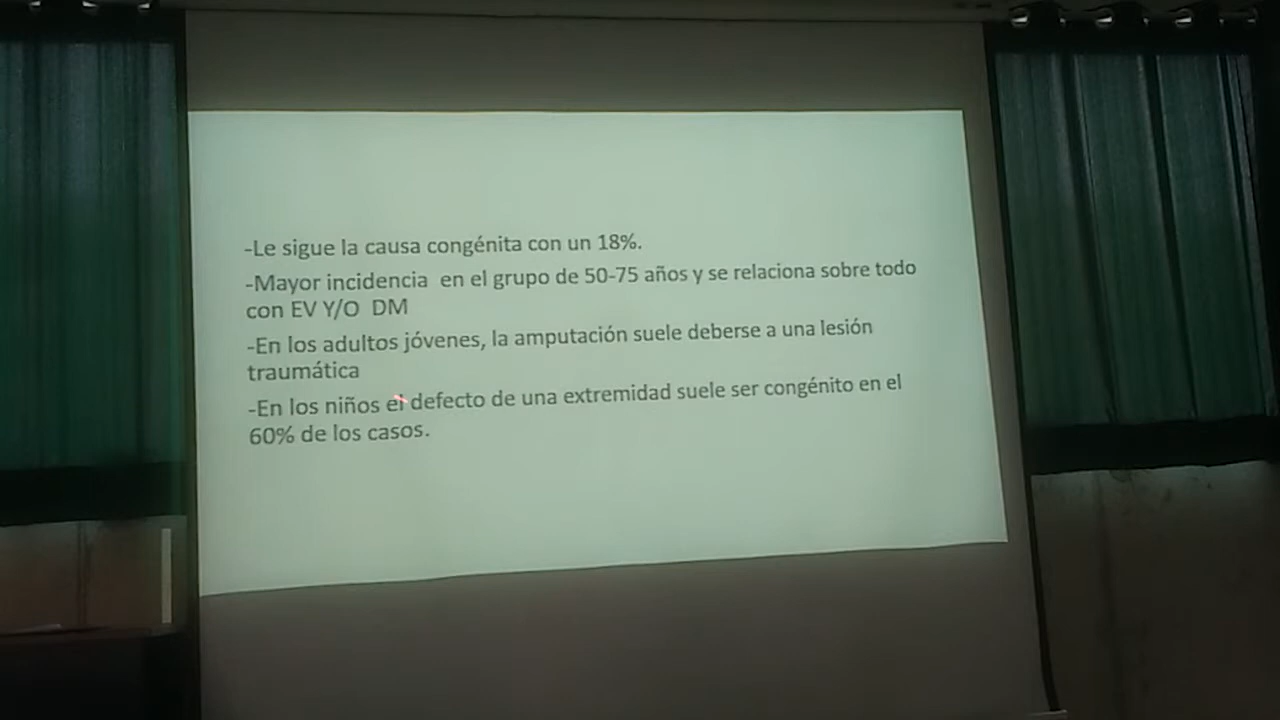 -Le sigue la causa congénita con un 18%.
-Mayor incidencia  en el grupo de 50-75 años y se relaciona sobre todo
con EV Y/O  DM
-En los adultos jóvenes, la amputación suele deberse a una lesión
traumática
-En los niños el defecto de una extremidad suele ser congénito en el
60% de los casos.